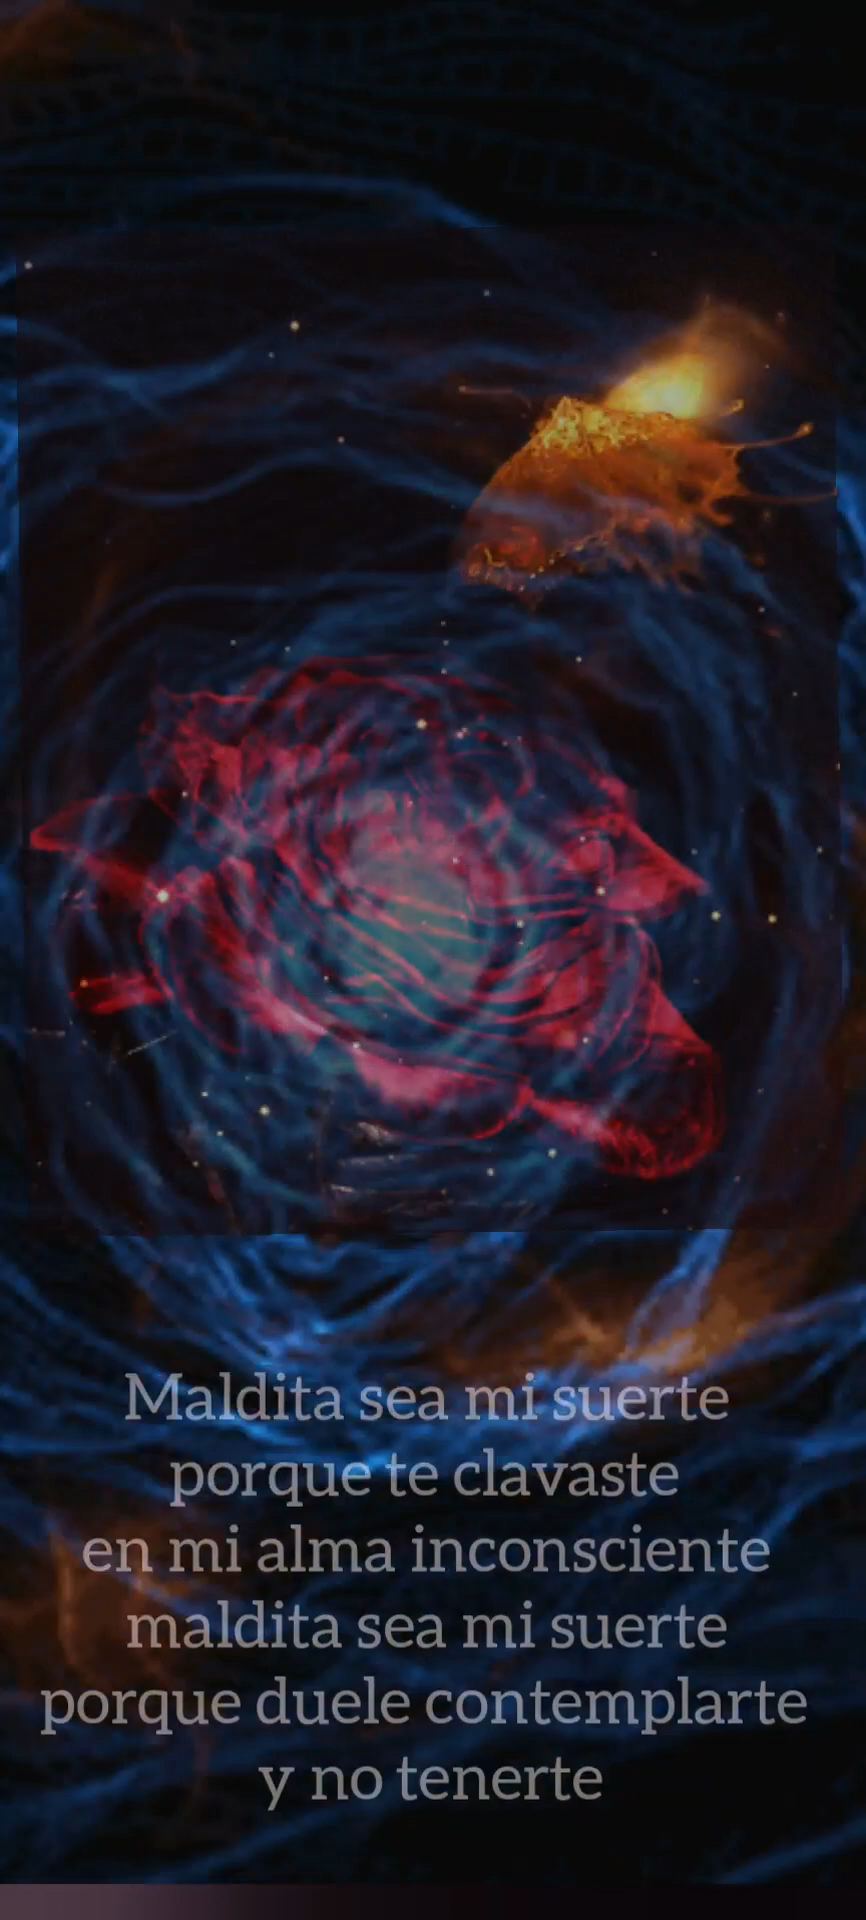 Maldita sea mi suerte
porque te clavaste
en mi alma inconsciente
maldita sea mi suerte
porque duele contemplarte
y no tenerte